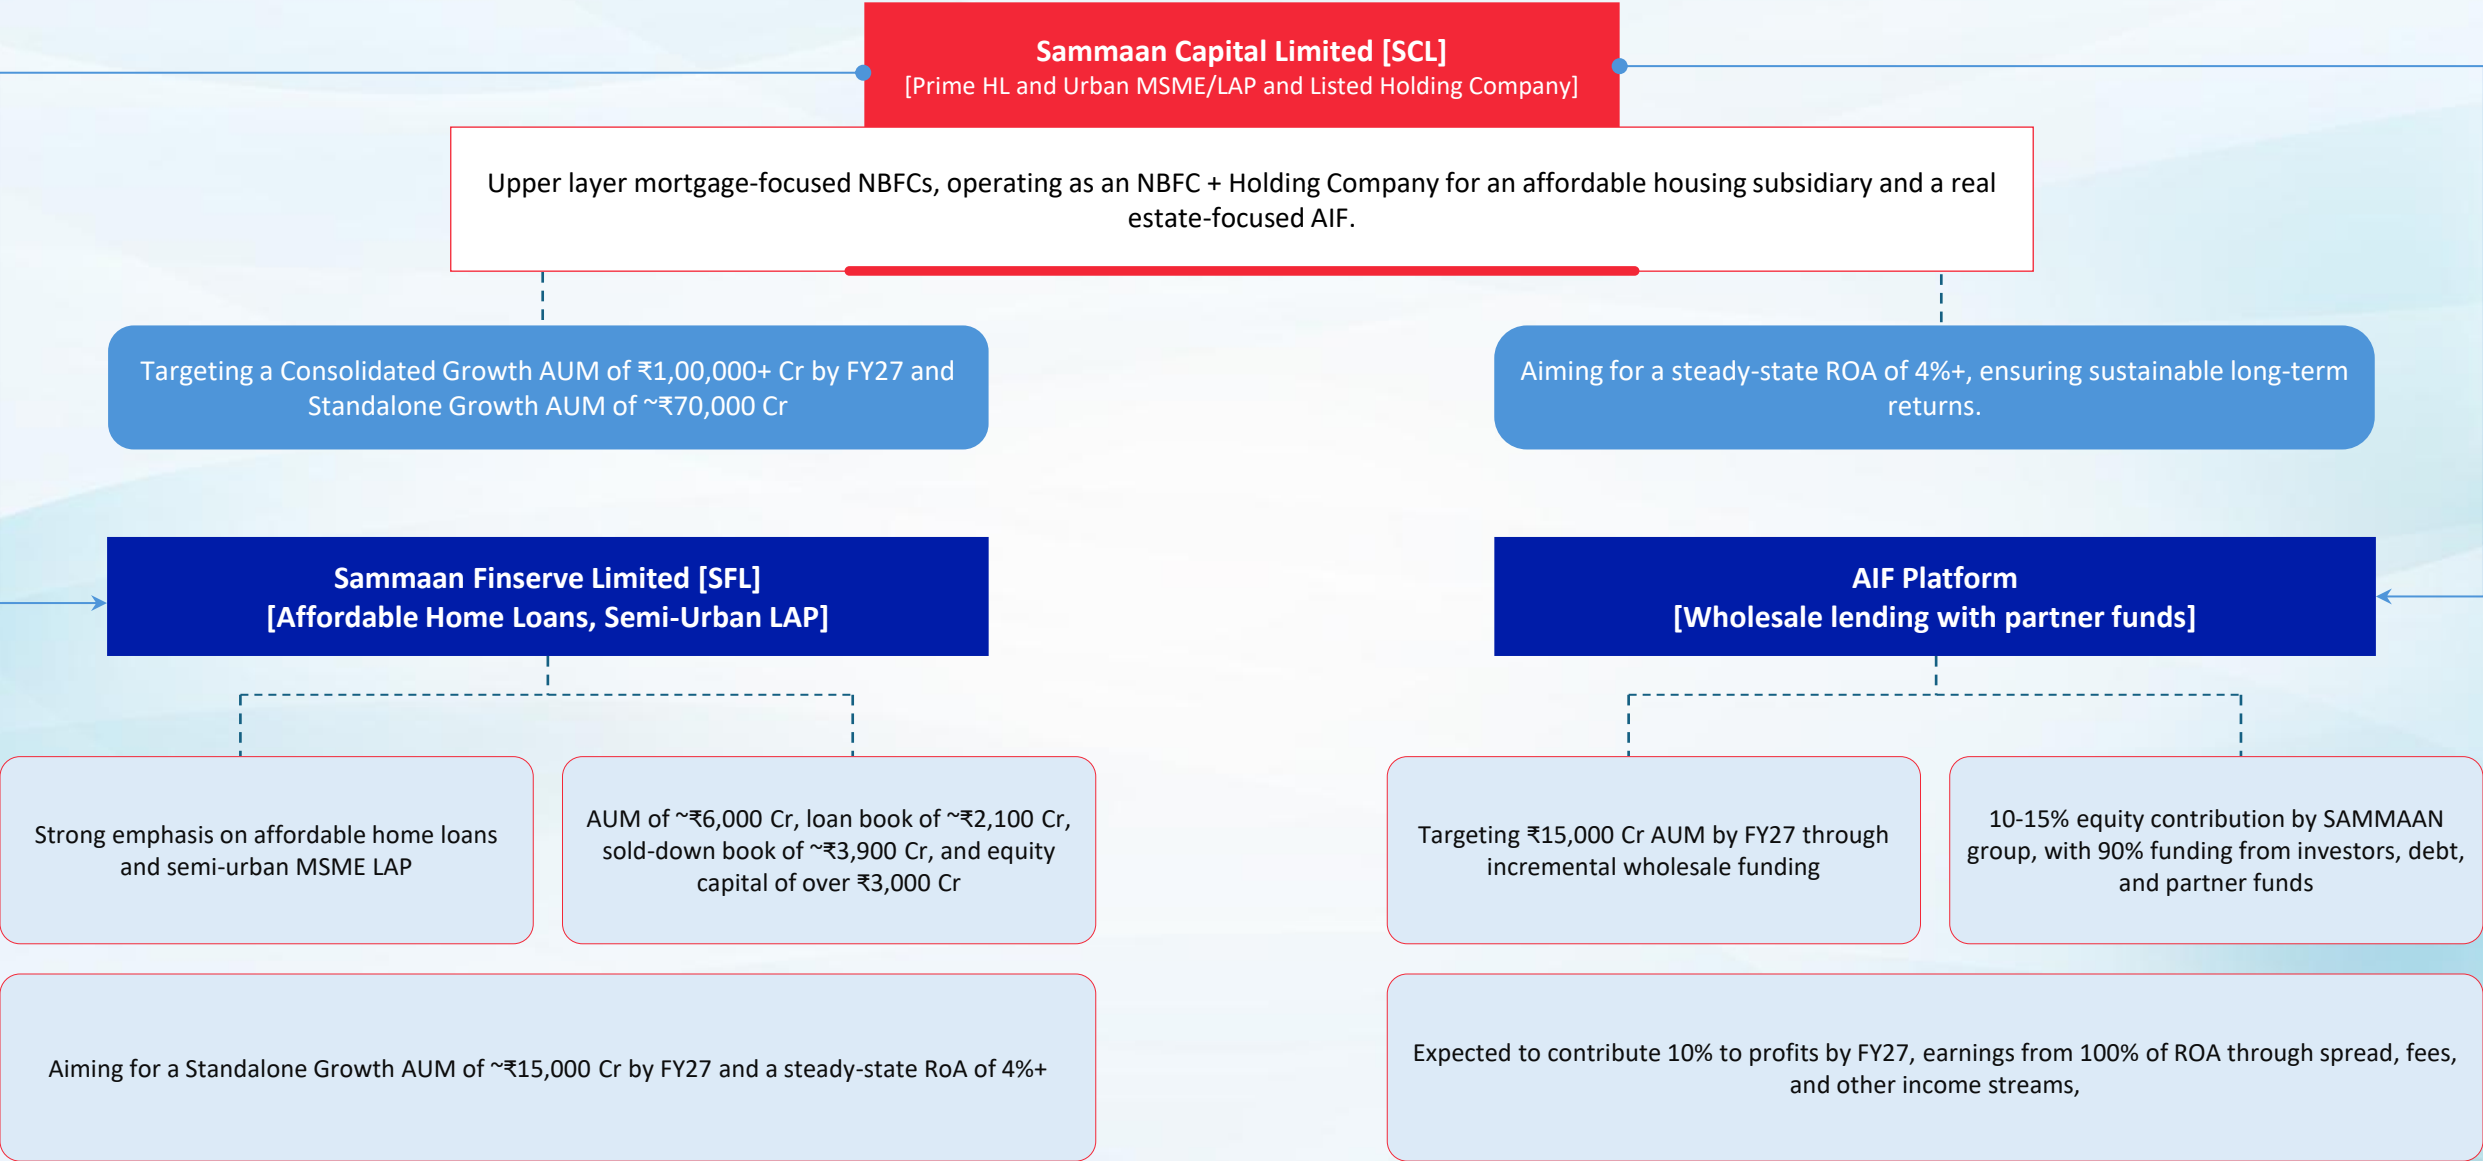 Sammaan Capital Limited [SCL]
[Prime HL and Urban MSME/LAP and Listed Holding Company]
Upper layer mortgage-focused NBFCs, operating as an NBFC + Holding Company for an affordable housing subsidiary and a real
estate-focused AIF.
Targeting a Consolidated Growth AUM of ₹1,00,000+ Cr by FY27 and
Standalone Growth AUM of ~₹70,000 Cr
Aiming for a steady-state ROA of 4%+, ensuring sustainable long-term
returns.
Sammaan Finserve Limited [SFL]
[Affordable Home Loans, Semi-Urban LAP]
Strong emphasis on affordable home loans
and semi-urban MSME LAP
AUM of ~₹6,000 Cr, loan book of ~₹2,100 Cr,
sold-down book of ~₹3,900 Cr, and equity
capital of over ₹3,000 Cr
Aiming for a Standalone Growth AUM of ~₹15,000 Cr by FY27 and a steady-state RoA of 4%+
AIF Platform
[Wholesale lending with partner funds]
Targeting ₹15,000 Cr AUM by FY27 through
incremental wholesale funding
10-15% equity contribution by SAMMAAN
group, with 90% funding from investors, debt,
and partner funds
Expected to contribute 10% to profits by FY27, earnings from 100% of ROA through spread, fees,
and other income streams,